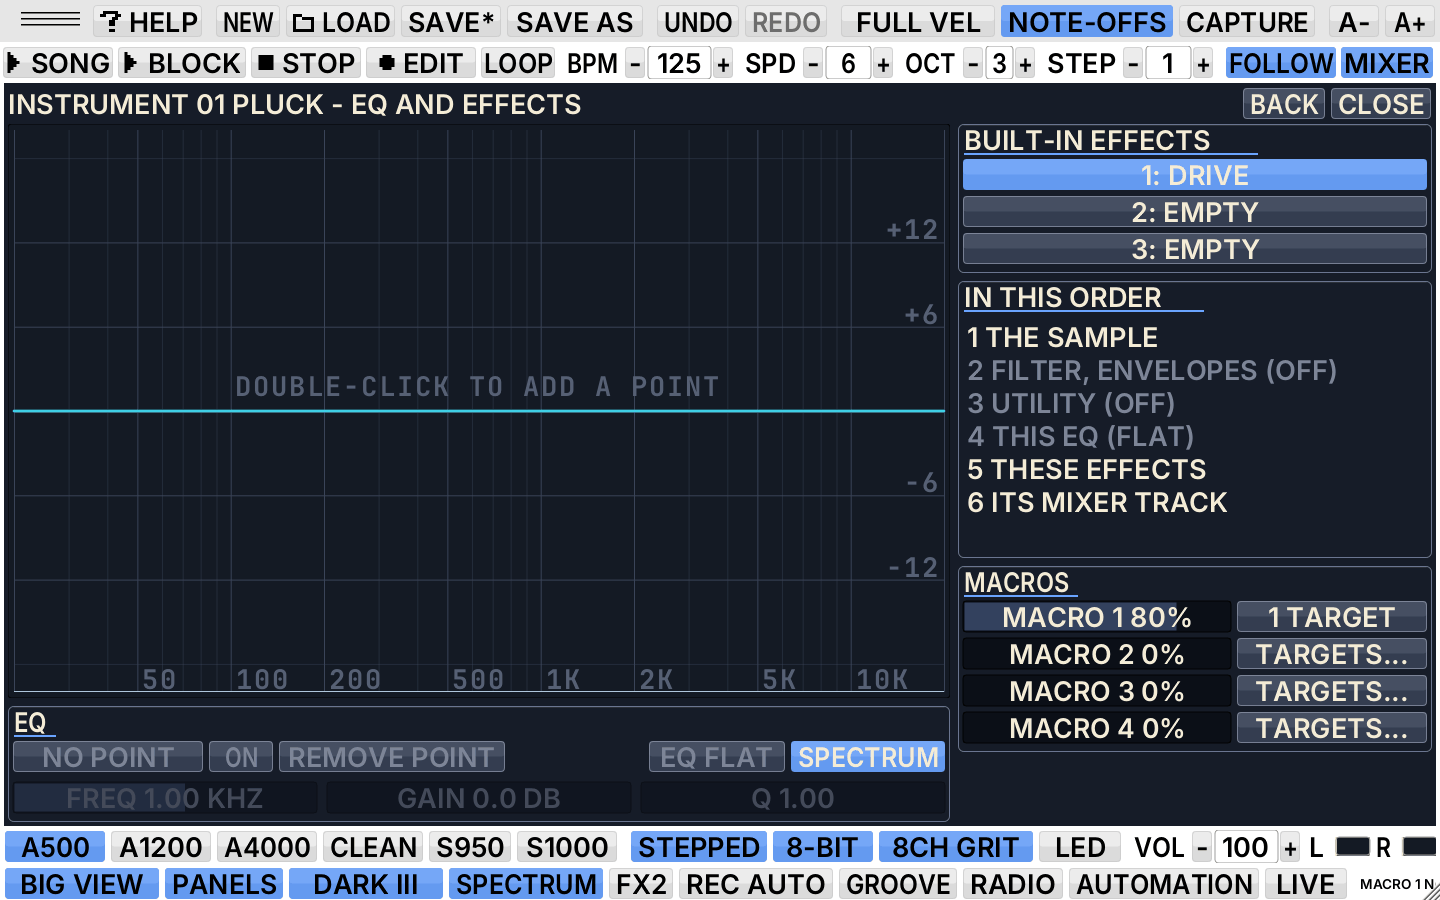 HELP NEW LOAD SAVE* SAVE AS UNDO REDO FULL VEL NOTE-OFFS CAPTURE A- A+
SONG BLOCK STOP EDIT LOOP BPM - 125 + SPD - 6 + OCT - 3 + STEP - 1 + FOLLOW MIXER
INSTRUMENT 01 PLUCK - EQ AND EFFECTS
BACK CLOSE
+12
+6
DOUBLE-CLICK TO ADD A POINT
-6
-12
50 100 200 500 1K 2K 5K 10K
EQ
NO POINT ON REMOVE POINT EQ FLAT SPECTRUM
FREQ 1.00 KHZ GAIN 0.0 DB Q 1.00
BUILT-IN EFFECTS
1: DRIVE
2: EMPTY
3: EMPTY
IN THIS ORDER
1 THE SAMPLE
2 FILTER, ENVELOPES (OFF)
3 UTILITY (OFF)
4 THIS EQ (FLAT)
5 THESE EFFECTS
6 ITS MIXER TRACK
MACROS
MACRO 1 80% 1 TARGET
MACRO 2 0% TARGETS...
MACRO 3 0% TARGETS...
MACRO 4 0% TARGETS...
A500 A1200 A4000 CLEAN S950 S1000 STEPPED 8-BIT 8CH GRIT LED VOL - 100 + L R
BIG VIEW PANELS DARK III SPECTRUM FX2 REC AUTO GROOVE RADIO AUTOMATION LIVE MACRO 1 N